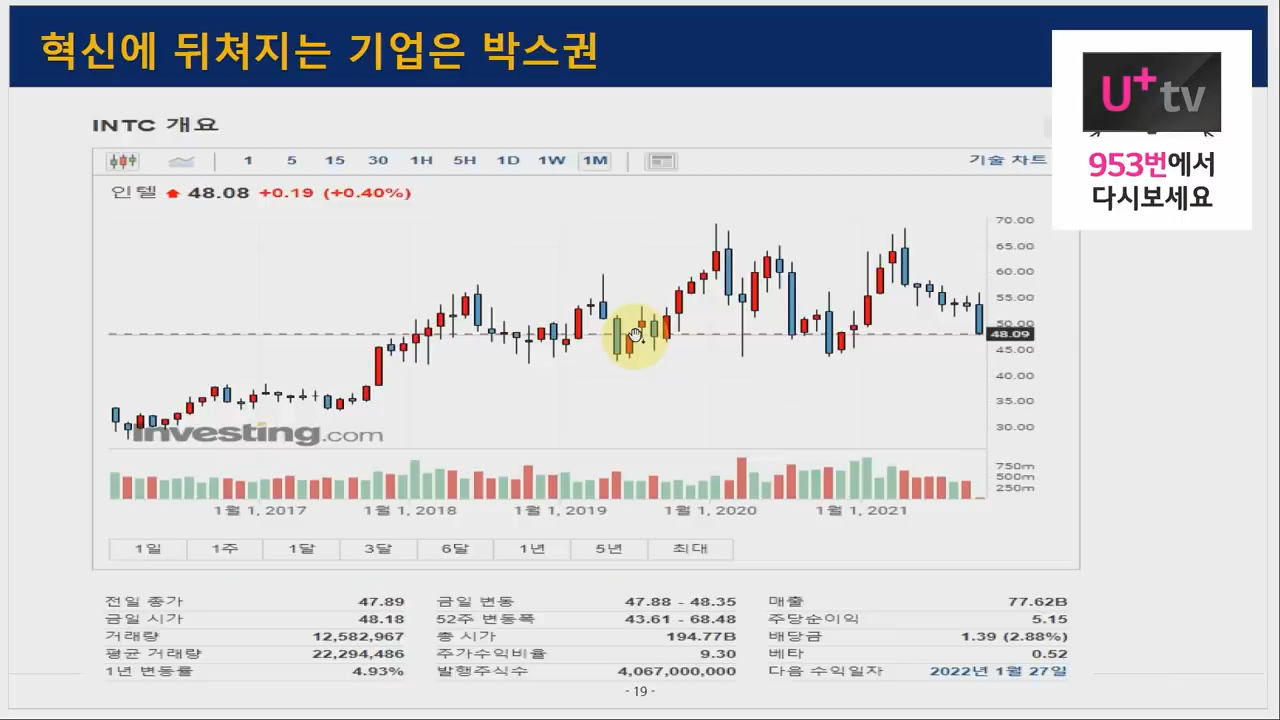 혁신에 뒤쳐지는 기업은 박스권
U+ tv
953번에서
다시보세요
INTC 개요
1 5 15 30 1H 5H 1D 1W 1M
기술 차트
인텔 48.08 +0.19 (+0.40%)
70.00
65.00
60.00
55.00
50.00
48.09
45.00
40.00
35.00
30.00
Investing.com
750m
500m
250m
1월 1, 2017 1월 1, 2018 1월 1, 2019 1월 1, 2020 1월 1, 2021
1일 1주 1달 3달 6달 1년 5년 최대
전일 종가 47.89 금일 변동 47.88 - 48.35 매출 77.62B
금일 시가 48.18 52주 변동폭 43.61 - 68.48 주당순이익 5.15
거래량 12,582,967 총 시가 194.77B 배당금 1.39 (2.88%)
평균 거래량 22,294,486 주가수익비율 9.30 베타 0.52
1년 변동률 4.93% 발행주식수 4,067,000,000 다음 수익일자 2022년 1월 27일
- 19 -